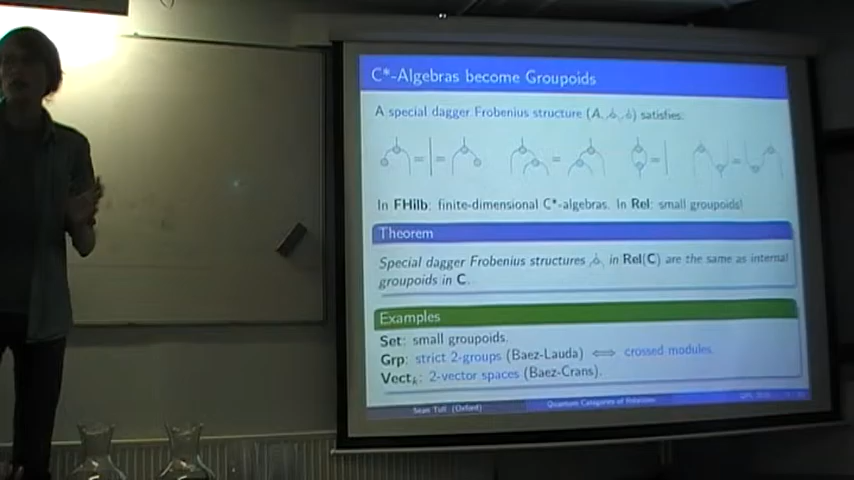 C*-Algebras become Groupoids
A special dagger Frobenius structure (A, , ) satisfies:
= = = = =
In FHilb: finite-dimensional C*-algebras. In Rel: small groupoids!
Theorem
Special dagger Frobenius structures in Rel(C) are the same as internal
groupoids in C.
Examples
Set: small groupoids.
Grp: strict 2-groups (Baez-Lauda) ⟺ crossed modules.
Vectₖ: 2-vector spaces (Baez-Crans).
Sean Tull (Oxford) Quantum Categories of Relations